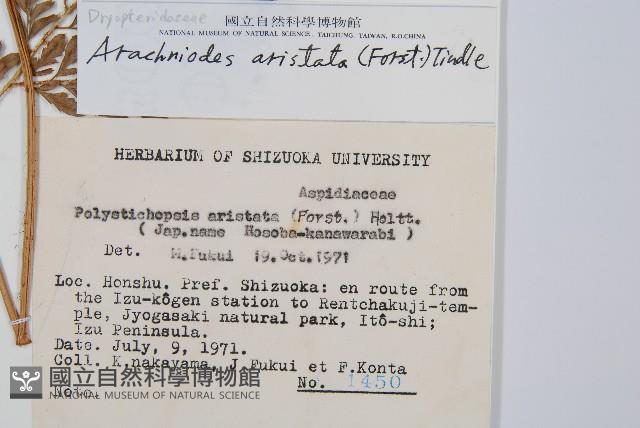 Dryopteridaceae
國立自然科學博物館
NATIONAL MUSEUM OF NATURAL SCIENCE, TAICHUNG, TAIWAN, R.O.CHINA
Arachniodes aristata (Forst.) Tindle
HERBARIUM OF SHIZUOKA UNIVERSITY
Aspidiaceae
Polystichopsis aristata (Forst.) Holtt.
( Jap.name Hosoba-kanawarabi )
Det. M.Fukui 19.Oct.1971
Loc. Honshu. Pref. Shizuoka: en route from
the Izu-kôgen station to Rentchakuji-tem-
ple, Jyogasaki natural park, Itô-shi;
Izu Peninsula.
Date. July, 9, 1971.
Coll. K.nakayama, J.Fukui et F.Konta
No. 1450
Note.
國立自然科學博物館
NATIONAL MUSEUM OF NATURAL SCIENCE